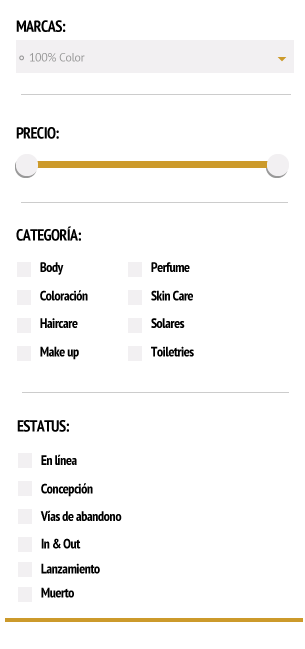 MARCAS:
100% Color
PRECIO:
CATEGORÍA:
Body Perfume
Coloración Skin Care
Haircare Solares
Make up Toiletries
ESTATUS:
En línea
Concepción
Vías de abandono
In & Out
Lanzamiento
Muerto